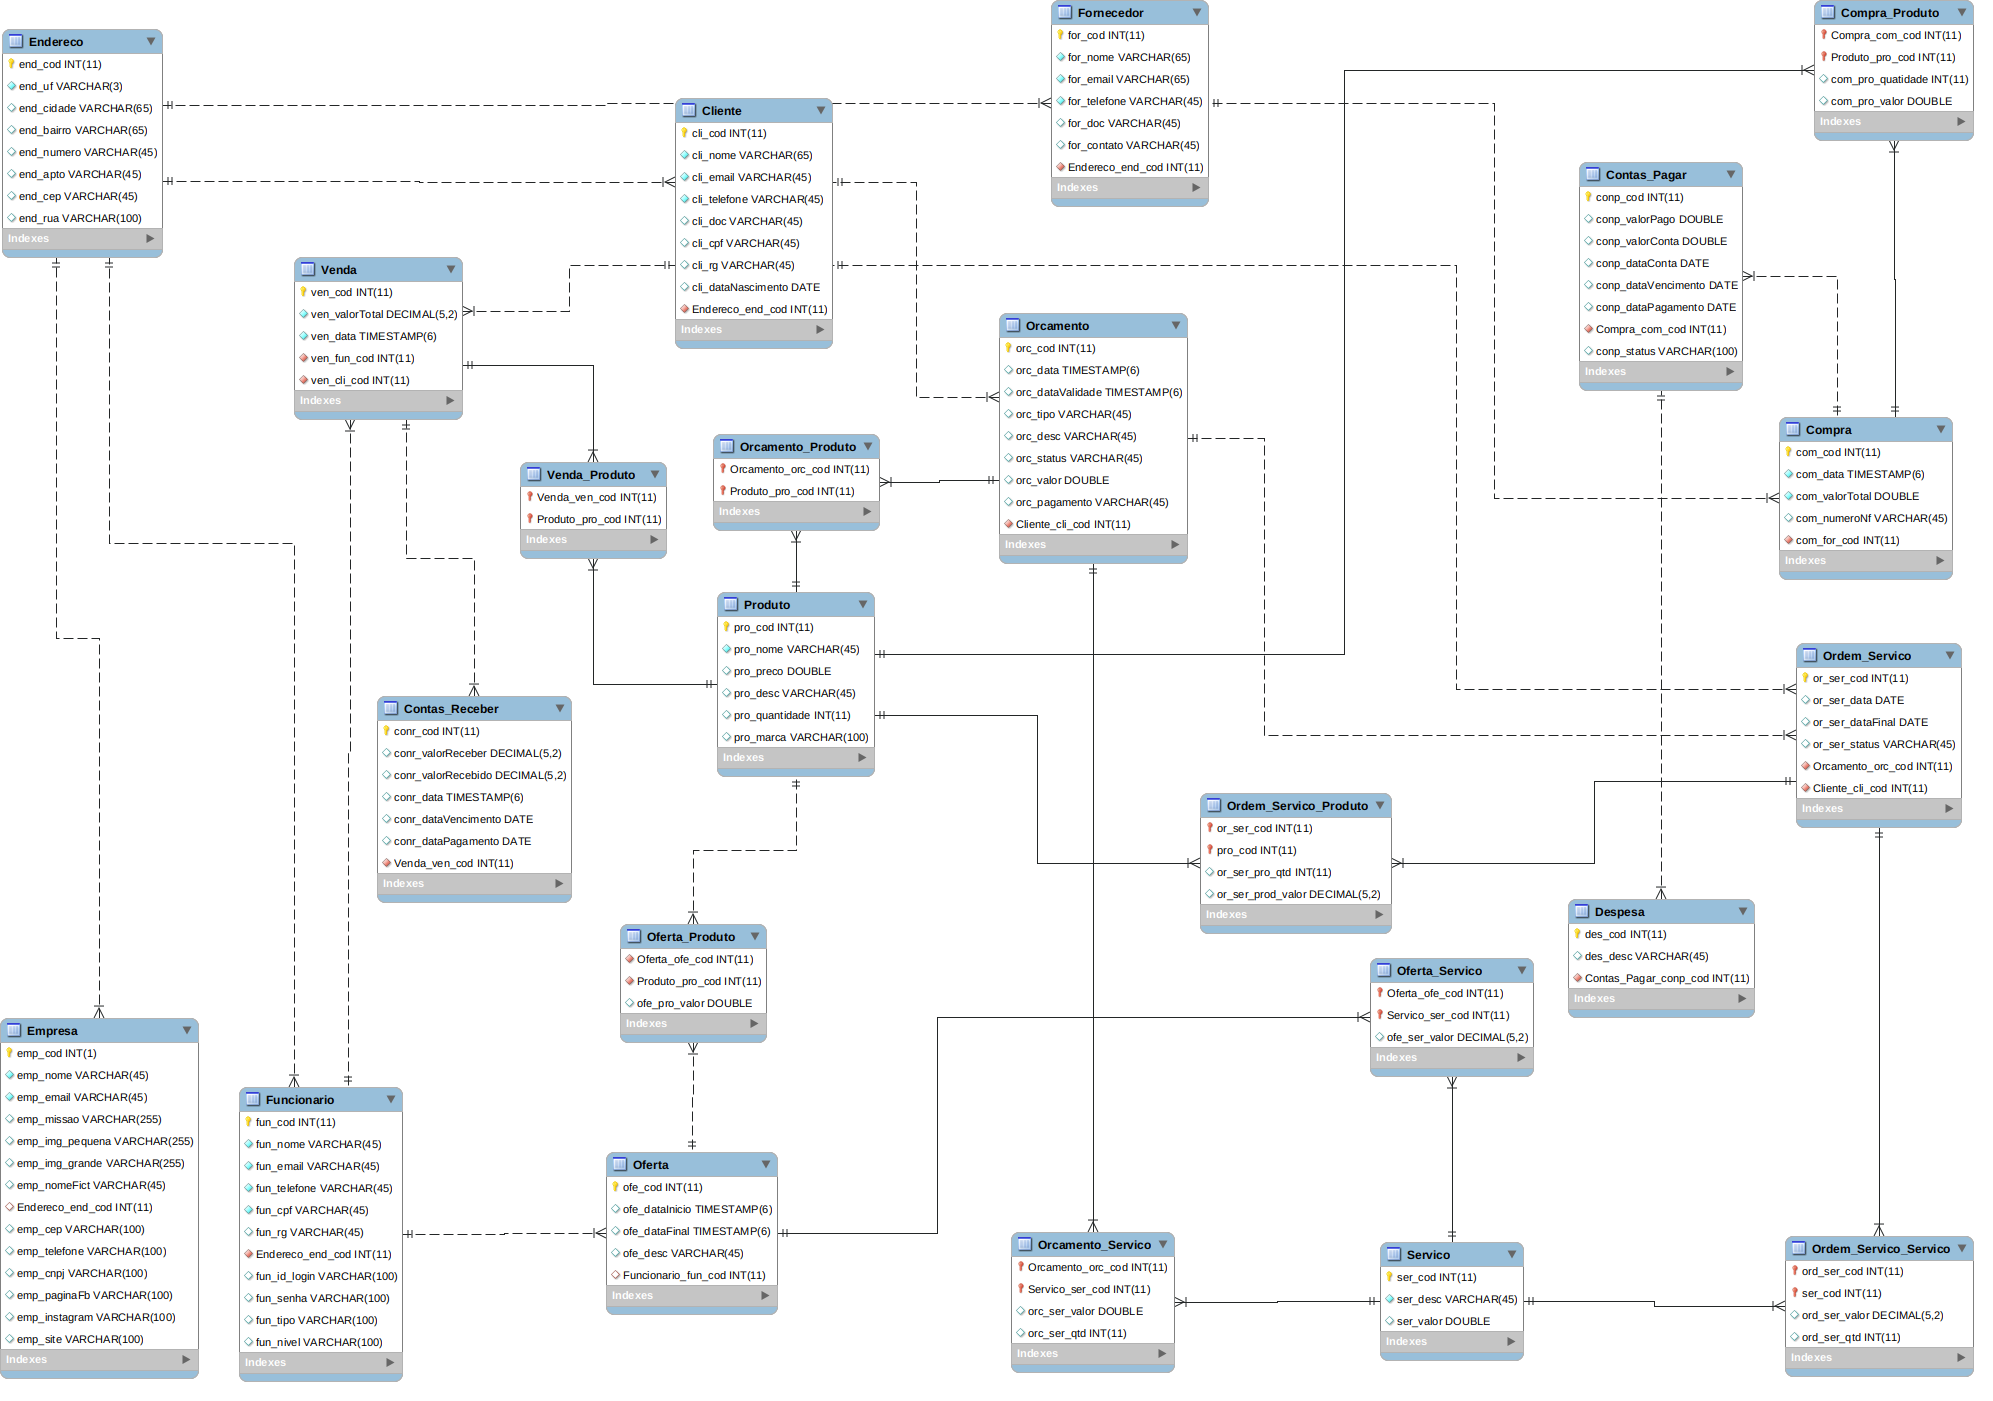 Endereco
end_cod INT(11)
end_uf VARCHAR(3)
end_cidade VARCHAR(65)
end_bairro VARCHAR(65)
end_numero VARCHAR(45)
end_apto VARCHAR(45)
end_cep VARCHAR(45)
end_rua VARCHAR(100)
Indexes
Cliente
cli_cod INT(11)
cli_nome VARCHAR(65)
cli_email VARCHAR(45)
cli_telefone VARCHAR(45)
cli_doc VARCHAR(45)
cli_cpf VARCHAR(45)
cli_rg VARCHAR(45)
cli_dataNascimento DATE
Endereco_end_cod INT(11)
Indexes
Fornecedor
for_cod INT(11)
for_nome VARCHAR(65)
for_email VARCHAR(65)
for_telefone VARCHAR(45)
for_doc VARCHAR(45)
for_contato VARCHAR(45)
Endereco_end_cod INT(11)
Indexes
Compra_Produto
Compra_com_cod INT(11)
Produto_pro_cod INT(11)
com_pro_quatidade INT(11)
com_pro_valor DOUBLE
Indexes
Contas_Pagar
conp_cod INT(11)
conp_valorPago DOUBLE
conp_valorConta DOUBLE
conp_dataConta DATE
conp_dataVencimento DATE
conp_dataPagamento DATE
Compra_com_cod INT(11)
conp_status VARCHAR(100)
Indexes
Venda
ven_cod INT(11)
ven_valorTotal DECIMAL(5,2)
ven_data TIMESTAMP(6)
ven_fun_cod INT(11)
ven_cli_cod INT(11)
Indexes
Orcamento
orc_cod INT(11)
orc_data TIMESTAMP(6)
orc_dataValidade TIMESTAMP(6)
orc_tipo VARCHAR(45)
orc_desc VARCHAR(45)
orc_status VARCHAR(45)
orc_valor DOUBLE
orc_pagamento VARCHAR(45)
Cliente_cli_cod INT(11)
Indexes
Compra
com_cod INT(11)
com_data TIMESTAMP(6)
com_valorTotal DOUBLE
com_numeroNf VARCHAR(45)
com_for_cod INT(11)
Indexes
Venda_Produto
Venda_ven_cod INT(11)
Produto_pro_cod INT(11)
Indexes
Orcamento_Produto
Orcamento_orc_cod INT(11)
Produto_pro_cod INT(11)
Indexes
Produto
pro_cod INT(11)
pro_nome VARCHAR(45)
pro_preco DOUBLE
pro_desc VARCHAR(45)
pro_quantidade INT(11)
pro_marca VARCHAR(100)
Indexes
Contas_Receber
conr_cod INT(11)
conr_valorReceber DECIMAL(5,2)
conr_valorRecebido DECIMAL(5,2)
conr_data TIMESTAMP(6)
conr_dataVencimento DATE
conr_dataPagamento DATE
Venda_ven_cod INT(11)
Indexes
Ordem_Servico
or_ser_cod INT(11)
or_ser_data DATE
or_ser_dataFinal DATE
or_ser_status VARCHAR(45)
Orcamento_orc_cod INT(11)
Cliente_cli_cod INT(11)
Indexes
Ordem_Servico_Produto
or_ser_cod INT(11)
pro_cod INT(11)
or_ser_pro_qtd INT(11)
or_ser_prod_valor DECIMAL(5,2)
Indexes
Despesa
des_cod INT(11)
des_desc VARCHAR(45)
Contas_Pagar_conp_cod INT(11)
Indexes
Oferta_Produto
Oferta_ofe_cod INT(11)
Produto_pro_cod INT(11)
ofe_pro_valor DOUBLE
Indexes
Oferta_Servico
Oferta_ofe_cod INT(11)
Servico_ser_cod INT(11)
ofe_ser_valor DECIMAL(5,2)
Indexes
Empresa
emp_cod INT(1)
emp_nome VARCHAR(45)
emp_email VARCHAR(45)
emp_missao VARCHAR(255)
emp_img_pequena VARCHAR(255)
emp_img_grande VARCHAR(255)
emp_nomeFict VARCHAR(45)
Endereco_end_cod INT(11)
emp_cep VARCHAR(100)
emp_telefone VARCHAR(100)
emp_cnpj VARCHAR(100)
emp_paginaFb VARCHAR(100)
emp_instagram VARCHAR(100)
emp_site VARCHAR(100)
Indexes
Funcionario
fun_cod INT(11)
fun_nome VARCHAR(45)
fun_email VARCHAR(45)
fun_telefone VARCHAR(45)
fun_cpf VARCHAR(45)
fun_rg VARCHAR(45)
Endereco_end_cod INT(11)
fun_id_login VARCHAR(100)
fun_senha VARCHAR(100)
fun_tipo VARCHAR(100)
fun_nivel VARCHAR(100)
Indexes
Oferta
ofe_cod INT(11)
ofe_dataInicio TIMESTAMP(6)
ofe_dataFinal TIMESTAMP(6)
ofe_desc VARCHAR(45)
Funcionario_fun_cod INT(11)
Indexes
Orcamento_Servico
Orcamento_orc_cod INT(11)
Servico_ser_cod INT(11)
orc_ser_valor DOUBLE
orc_ser_qtd INT(11)
Indexes
Servico
ser_cod INT(11)
ser_desc VARCHAR(45)
ser_valor DOUBLE
Indexes
Ordem_Servico_Servico
ord_ser_cod INT(11)
ser_cod INT(11)
ord_ser_valor DECIMAL(5,2)
ord_ser_qtd INT(11)
Indexes